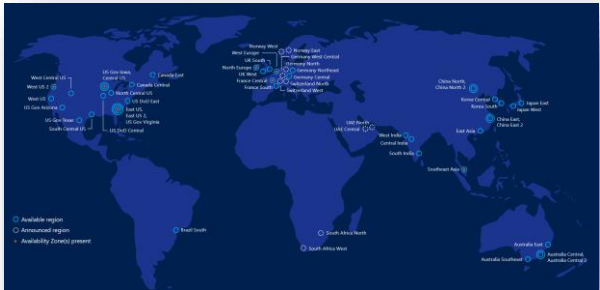 Norway West
Norway East
West Europe
Germany West Central
Germany North
UK South
Germany Northeast
North Europe
Germany Central
UK West
Switzerland North
France Central
Switzerland West
France South
West Central US
US Gov Iowa,
Central US
Canada East
West US 2
Canada Central
North Central US
West US
US DoD East
US Gov Arizona
East US,
East US 2,
US Gov Virginia
US Gov Texas
South Central US
US DoD Central
China North,
China North 2
Korea Central
Korea South
Japan East
Japan West
China East,
China East 2
UAE North
UAE Central
West India
Central India
East Asia
South India
Southeast Asia
Available region
Announced region
Availability Zone(s) present
Brazil South
South Africa North
South Africa West
Australia East
Australia Southeast
Australia Central,
Australia Central 2